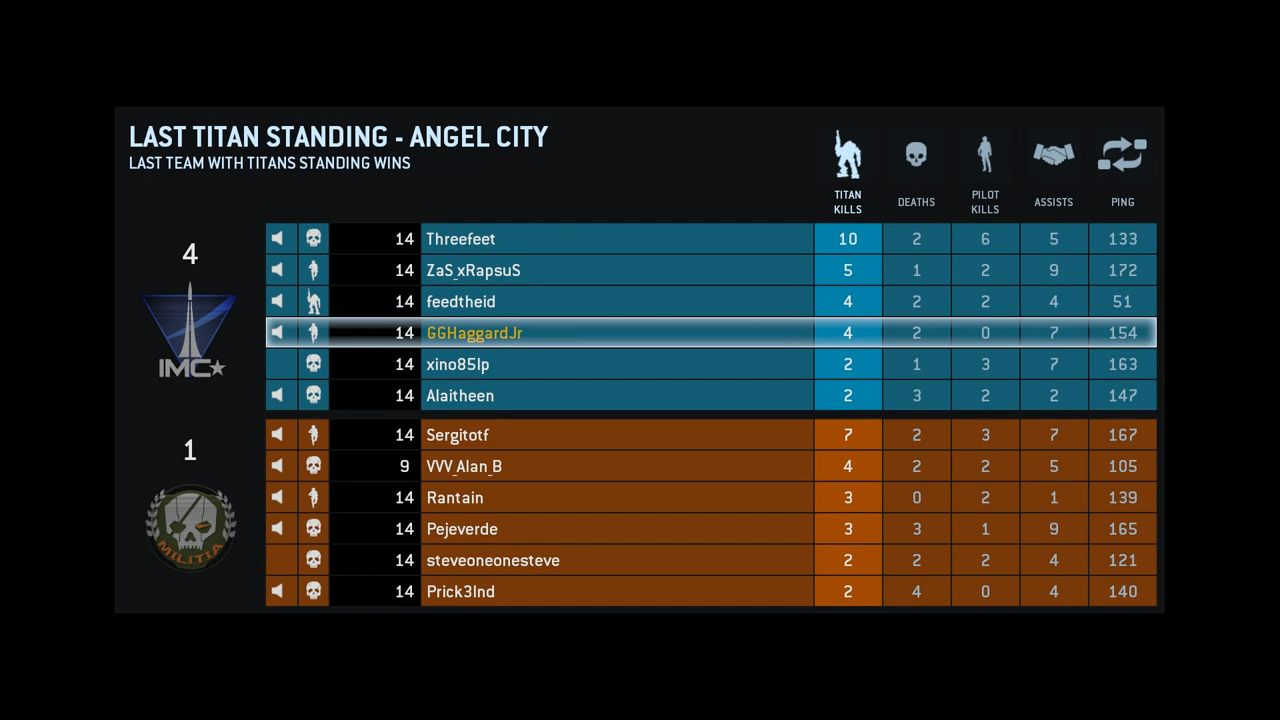 LAST TITAN STANDING - ANGEL CITY
LAST TEAM WITH TITANS STANDING WINS
TITAN KILLS DEATHS PILOT KILLS ASSISTS PING
4
IMC
14 Threefeet 10 2 6 5 133
14 ZaS_xRapsuS 5 1 2 9 172
14 feedtheid 4 2 2 4 51
14 GGHaggardJr 4 2 0 7 154
14 xino85lp 2 1 3 7 163
14 Alaitheen 2 3 2 2 147
1
MILITIA
14 Sergitotf 7 2 3 7 167
9 VVV_Alan_B 4 2 2 5 105
14 Rantain 3 0 2 1 139
14 Pejeverde 3 3 1 9 165
14 steveoneonesteve 2 2 2 4 121
14 Prick3lnd 2 4 0 4 140